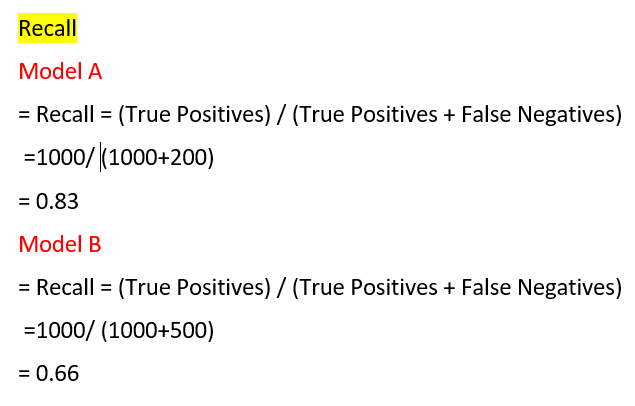 Recall
Model A
= Recall = (True Positives) / (True Positives + False Negatives)
=1000/ (1000+200)
= 0.83
Model B
= Recall = (True Positives) / (True Positives + False Negatives)
=1000/ (1000+500)
= 0.66